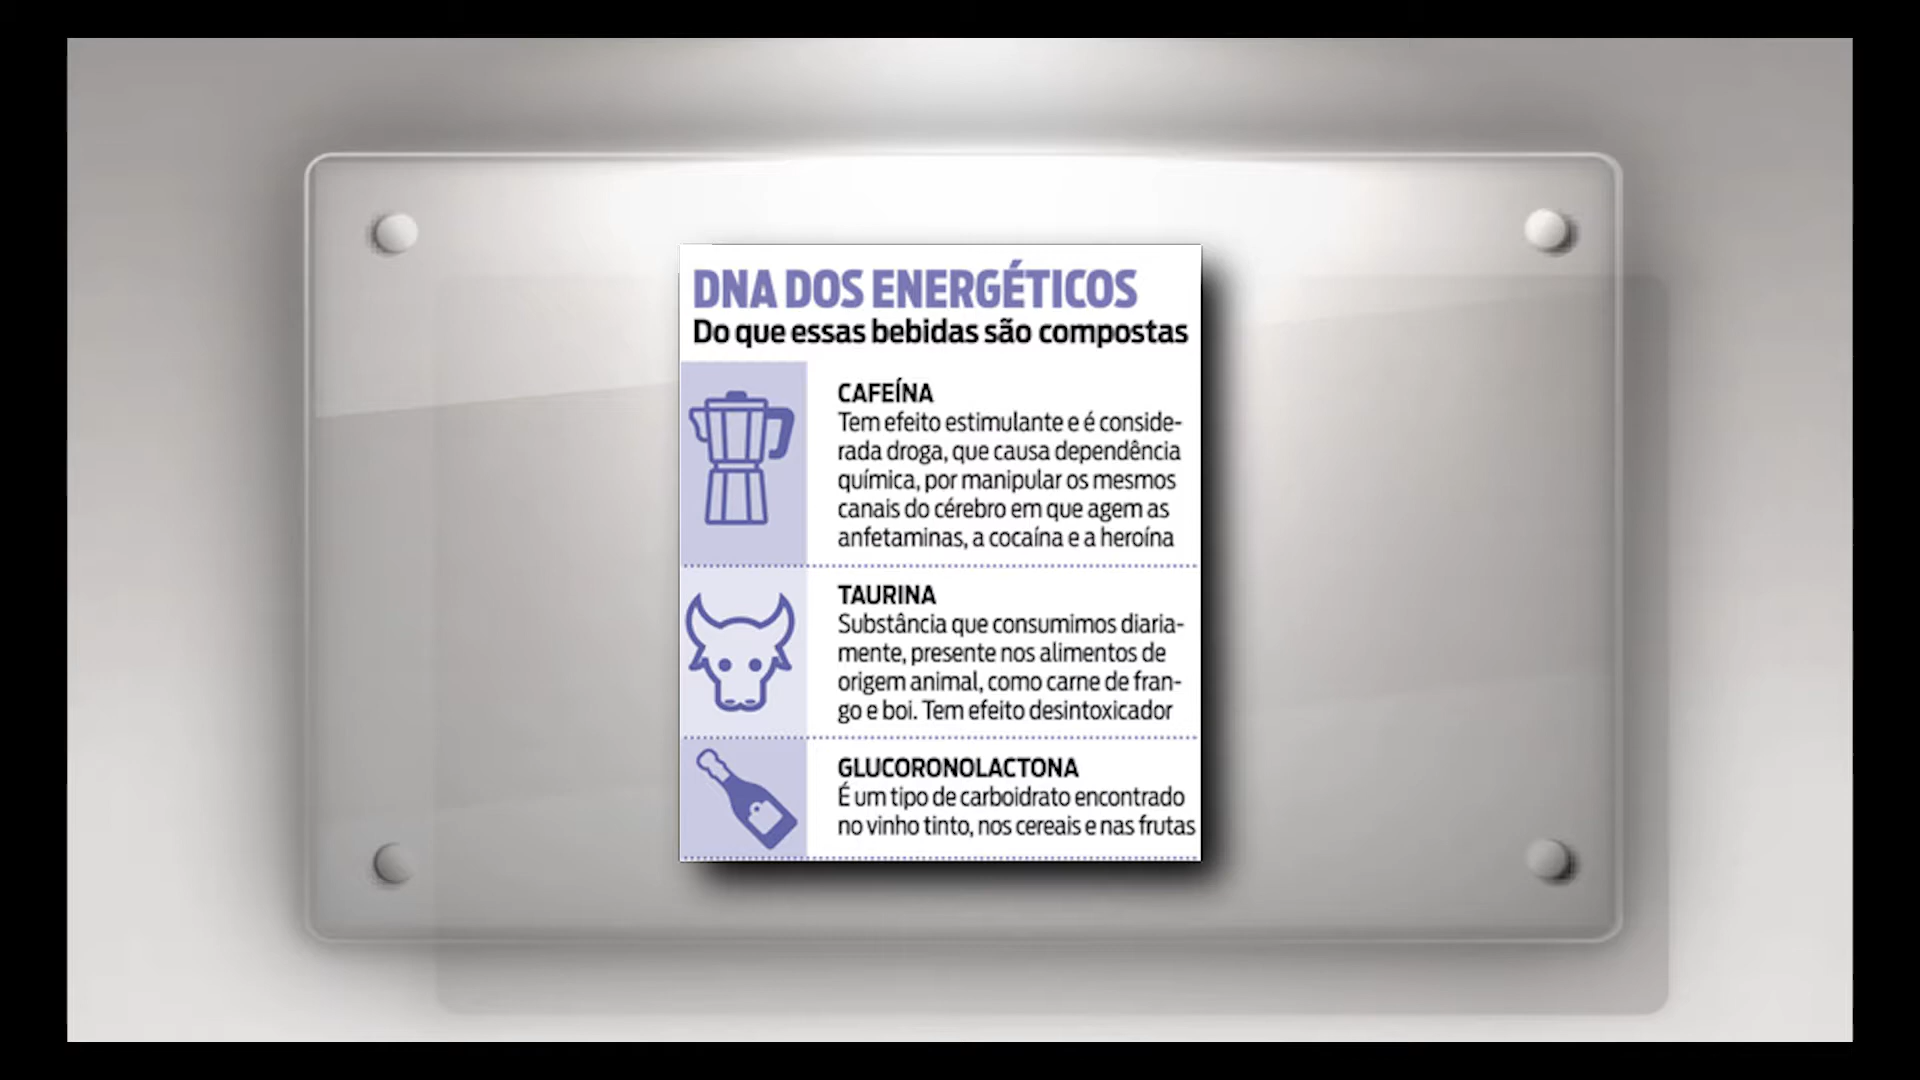 DNA DOS ENERGÉTICOS
Do que essas bebidas são compostas
CAFEÍNA
Tem efeito estimulante e é conside-
rada droga, que causa dependência
química, por manipular os mesmos
canais do cérebro em que agem as
anfetaminas, a cocaína e a heroína
TAURINA
Substância que consumimos diaria-
mente, presente nos alimentos de
origem animal, como carne de fran-
go e boi. Tem efeito desintoxicador
GLUCORONOLACTONA
É um tipo de carboidrato encontrado
no vinho tinto, nos cereais e nas frutas